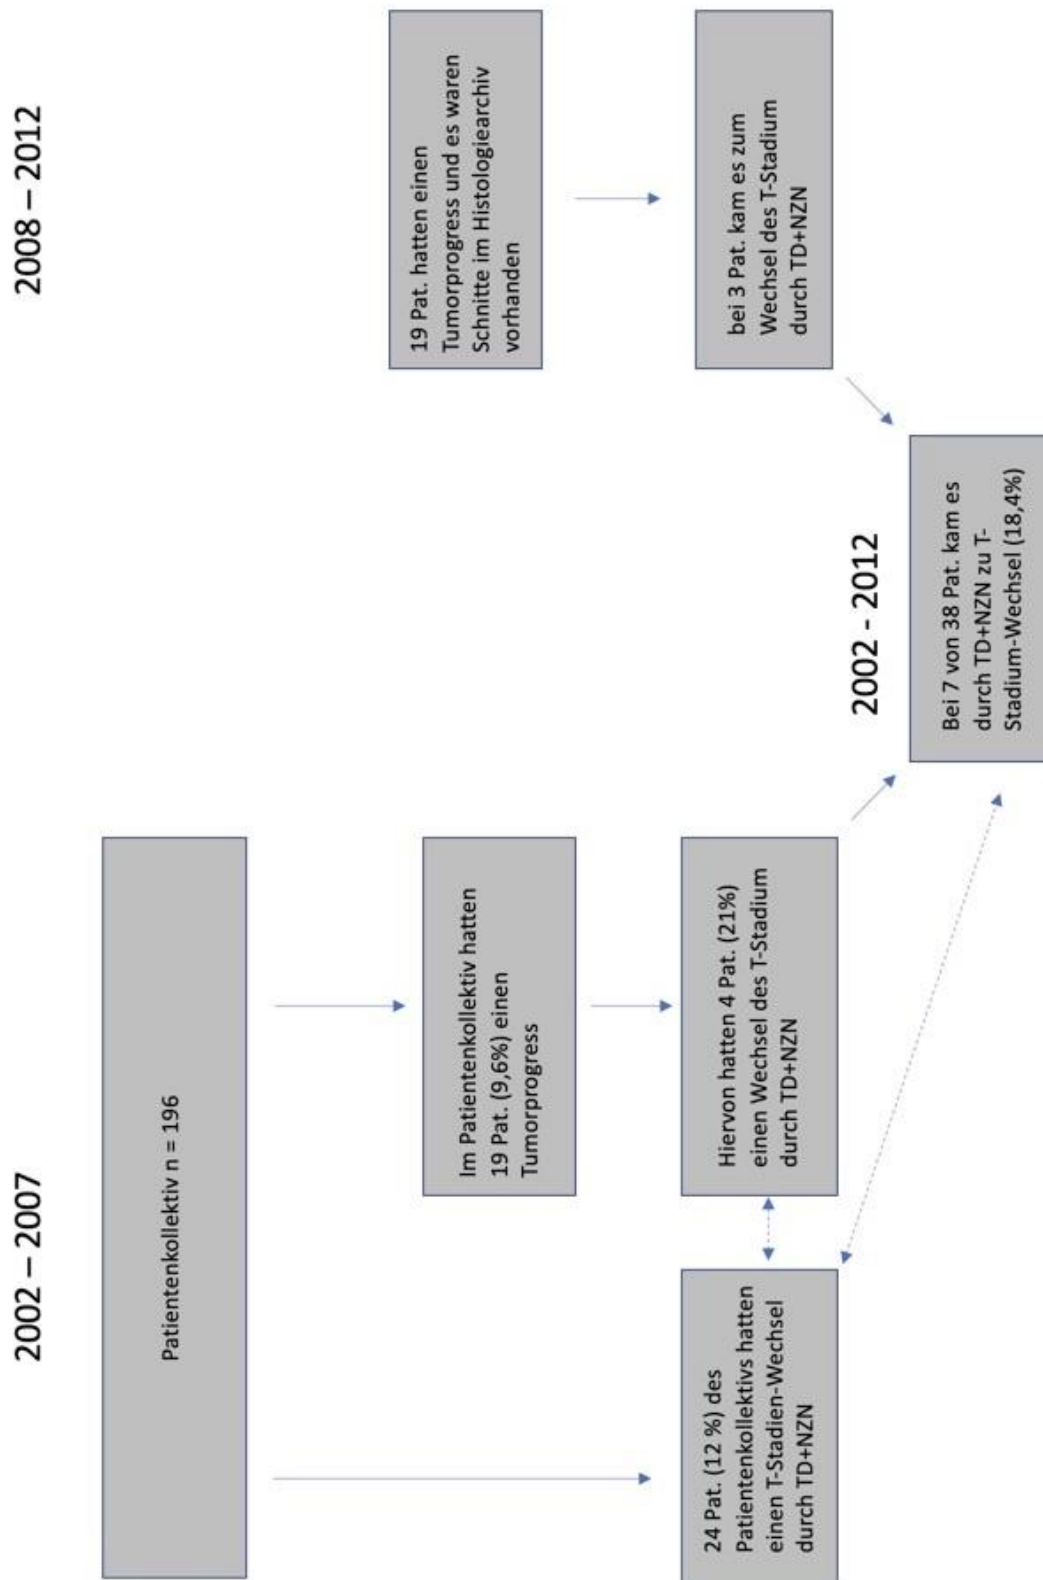 2002 – 2007
2008 – 2012
Patientenkollektiv n = 196
Im Patientenkollektiv hatten
19 Pat. (9,6%) einen
Tumorprogress
19 Pat. hatten einen
Tumorprogress und es waren
Schnitte im Histologiearchiv
vorhanden
24 Pat. (12 %) des
Patientenkollektivs hatten
einen T-Stadien-Wechsel
durch TD+NZN
Hiervon hatten 4 Pat. (21%)
einen Wechsel des T-Stadium
durch TD+NZN
bei 3 Pat. kam es zum
Wechsel des T-Stadium
durch TD+NZN
2002 - 2012
Bei 7 von 38 Pat. kam es
durch TD+NZN zu T-
Stadium-Wechsel (18,4%)